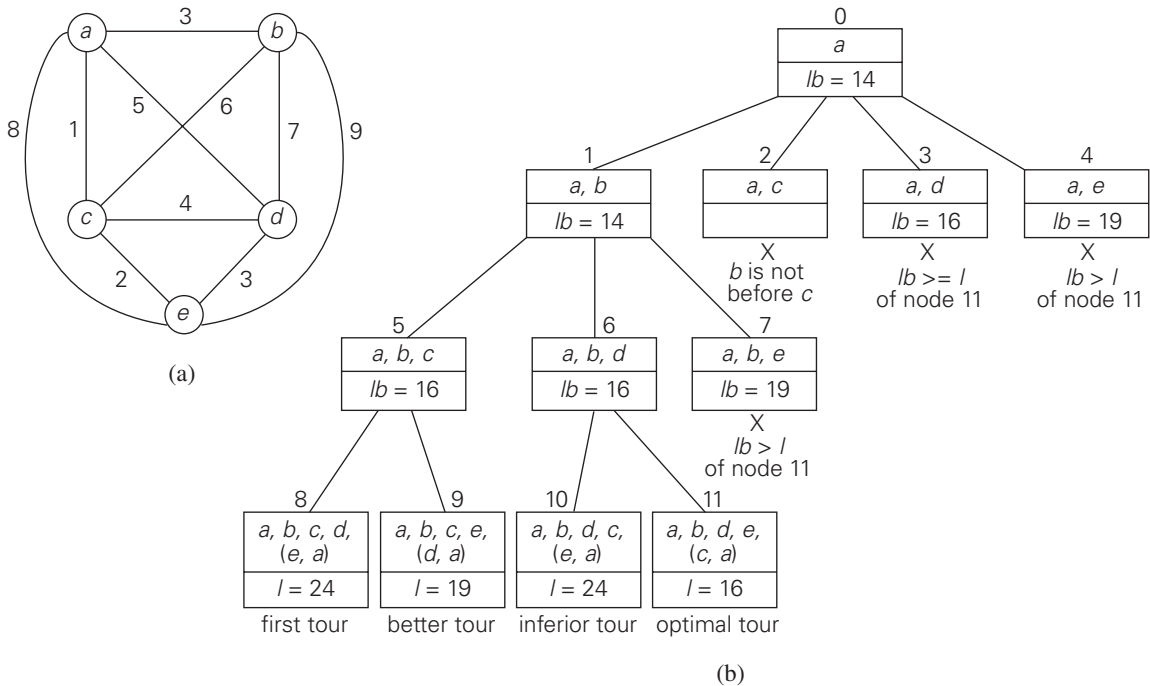 3
a
b
5
6
8
1
7
9
c
4
d
2
3
e
(a)
0
a
lb = 14
1
a, b
lb = 14
2
a, c
X
b is not
before c
3
a, d
lb = 16
X
lb >= l
of node 11
4
a, e
lb = 19
X
lb > l
of node 11
5
a, b, c
lb = 16
6
a, b, d
lb = 16
7
a, b, e
lb = 19
X
lb > l
of node 11
8
a, b, c, d,
(e, a)
l = 24
first tour
9
a, b, c, e,
(d, a)
l = 19
better tour
10
a, b, d, c,
(e, a)
l = 24
inferior tour
11
a, b, d, e,
(c, a)
l = 16
optimal tour
(b)